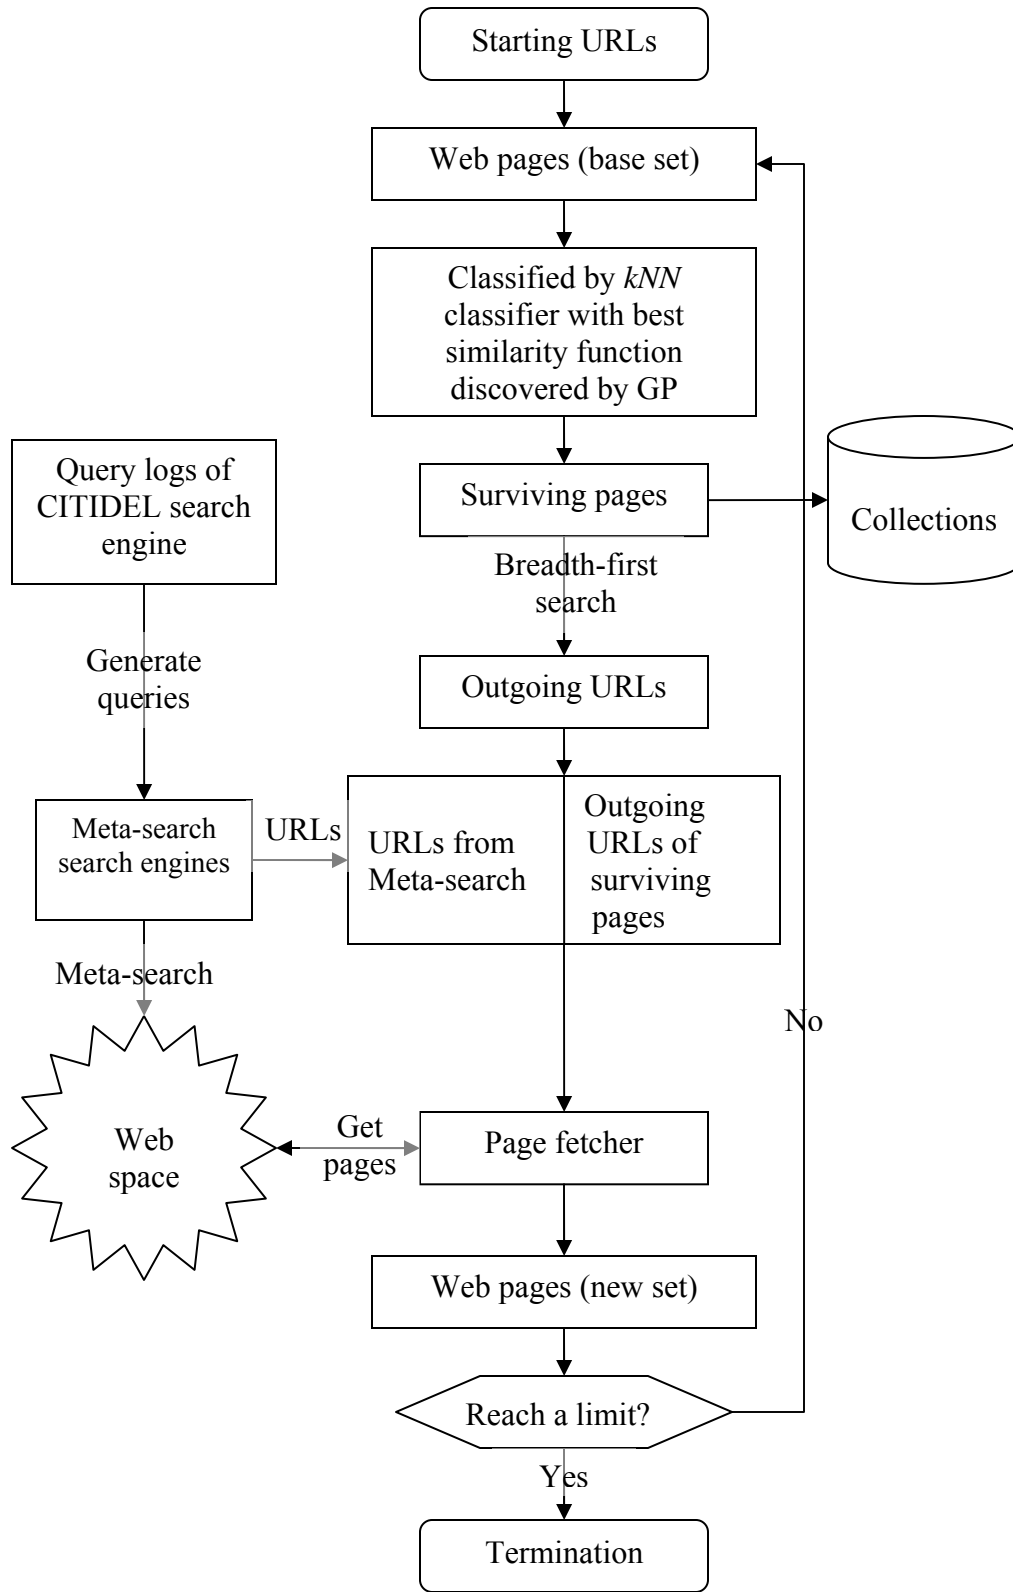 Starting URLs
Web pages (base set)
Classified by kNN
classifier with best
similarity function
discovered by GP
Query logs of
CITIDEL search
engine
Surviving pages
Collections
Breadth-first
search
Generate
queries
Outgoing URLs
Meta-search
search engines
URLs
URLs from
Meta-search
Outgoing
URLs of
surviving
pages
Meta-search
No
Web
space
Get
pages
Page fetcher
Web pages (new set)
Reach a limit?
Yes
Termination